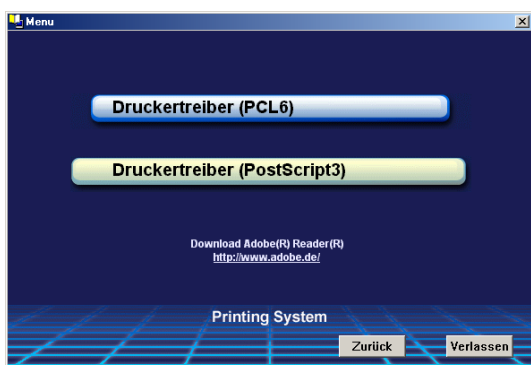 Menu
Druckertreiber (PCL6)
Druckertreiber (PostScript3)
Download Adobe(R) Reader(R)
http://www.adobe.de/
Printing System
Zurück
Verlassen